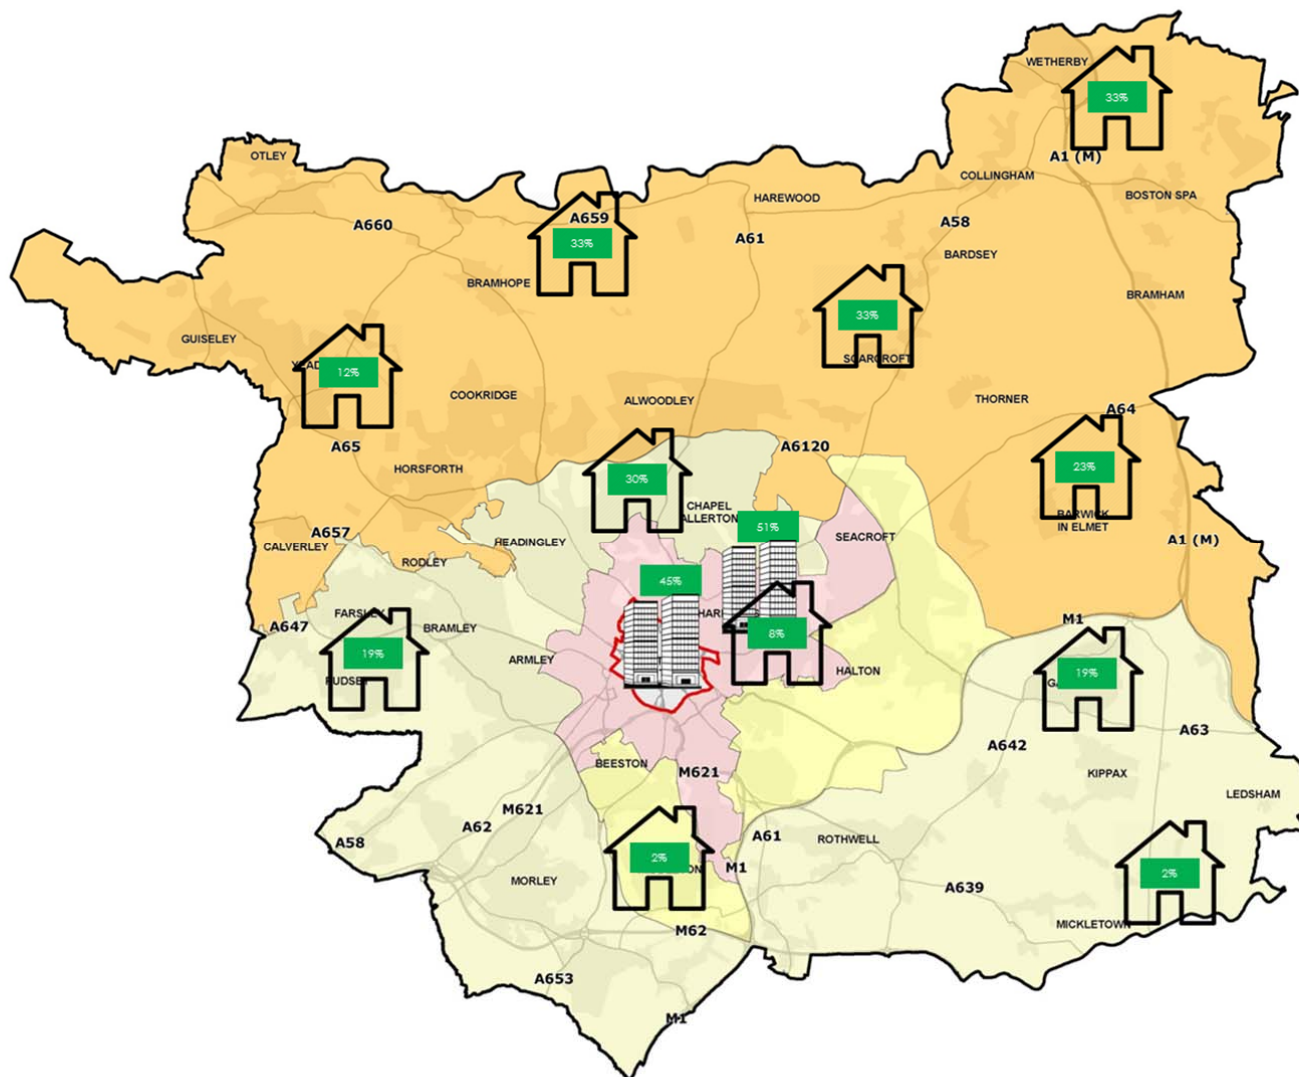 WETHERBY
33%
A1 (M)
OTLEY
COLLINGHAM
BOSTON SPA
HAREWOOD
A659
A660
A58
A61
33%
BARDSEY
BRAMHOPE
BRAMHAM
33%
GUISELEY
SCARCROFT
12%
COOKRIDGE
ALWOODLEY
THORNER
A64
A65
A6120
HORSFORTH
23%
30%
CHAPEL
ALLERTON
BARWICK
IN ELMET
51%
A657
SEACROFT
A1 (M)
CALVERLEY
HEADINGLEY
RODLEY
45%
FARSLEY
A647
BRAMLEY
M1
8%
19%
ARMLEY
HALTON
19%
PUDSEY
A63
A642
BEESTON
M621
KIPPAX
LEDSHAM
M621
A62
A61
A58
ROTHWELL
2%
M1
2%
MORLEY
A639
MICKLETOWN
M62
A653
M1